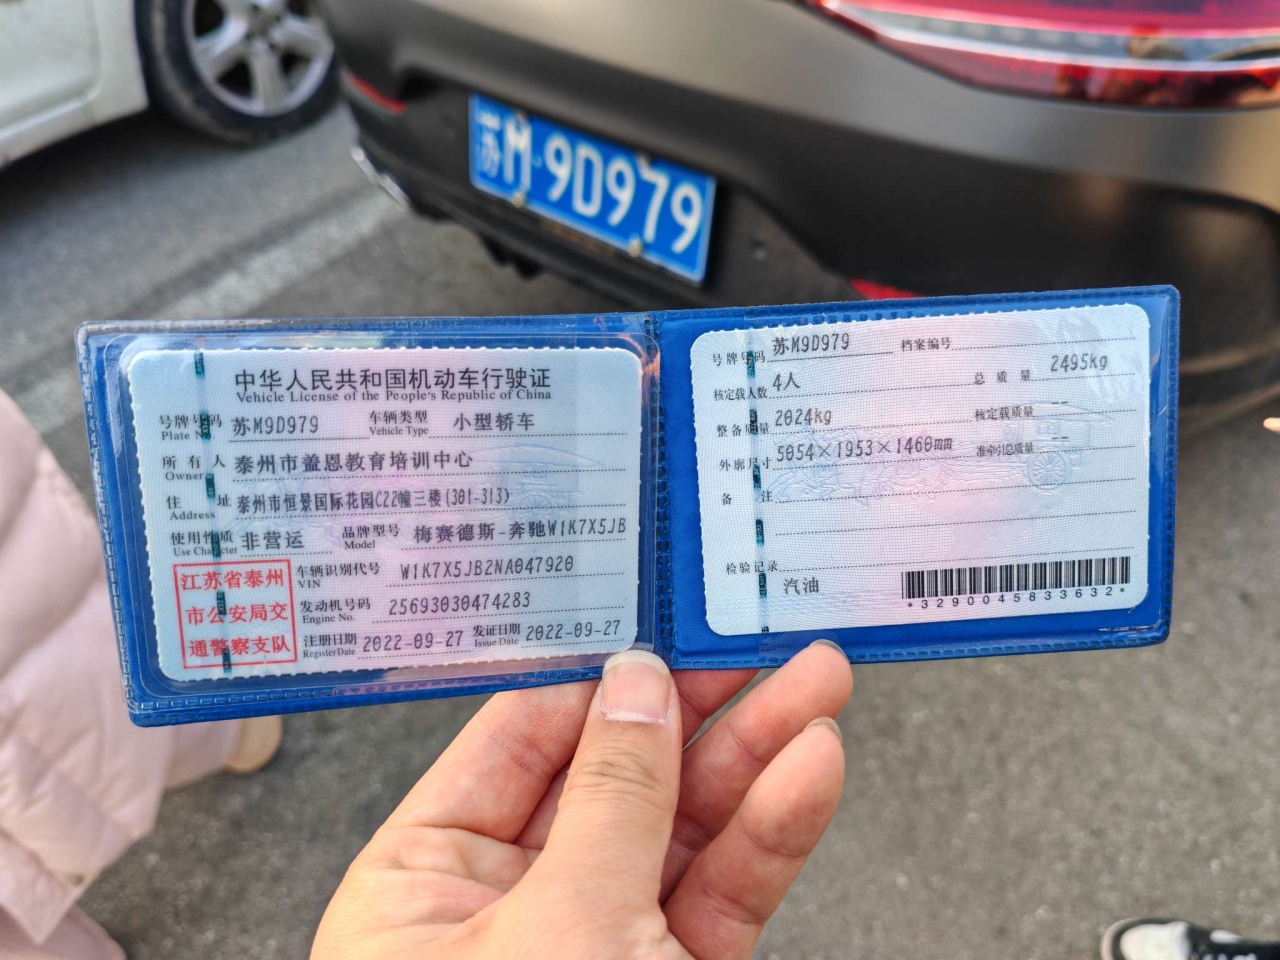 苏M·9D979
中华人民共和国机动车行驶证
Vehicle License of the People's Republic of China
号牌号码 苏M9D979 车辆类型 小型轿车
Plate No. Vehicle Type
所有人 泰州市盖恩教育培训中心
Owner
住址 泰州市恒景国际花园C22幢三楼(301-313)
Address
使用性质 非营运 品牌型号 梅赛德斯-奔驰W1K7X5JB
Use Character Model
江苏省泰州
市公安局交
通警察支队
车辆识别代号 W1K7X5JB2NA047920
VIN
发动机号码 25693030474283
Engine No.
注册日期 2022-09-27 发证日期 2022-09-27
Register Date Issue Date
号牌号码 苏M9D979 档案编号
核定载人数 4人 总质量 2495kg
整备质量 2024kg 核定载质量 --
外廓尺寸 5054×1953×1460mm 准牵引总质量 --
备注
检验记录
汽油
*3290045833632*